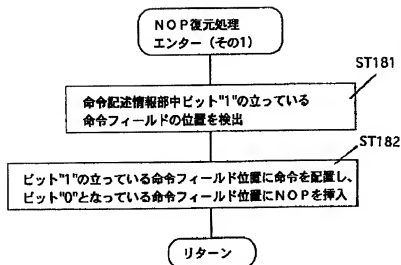 NOP復元処理
エンター（その1）
ST181
命令記述情報部中ビット"1"の立っている
命令フィールドの位置を検出
ST182
ビット"1"の立っている命令フィールド位置に命令を配置し、
ビット"0"となっている命令フィールド位置にNOPを挿入
リターン